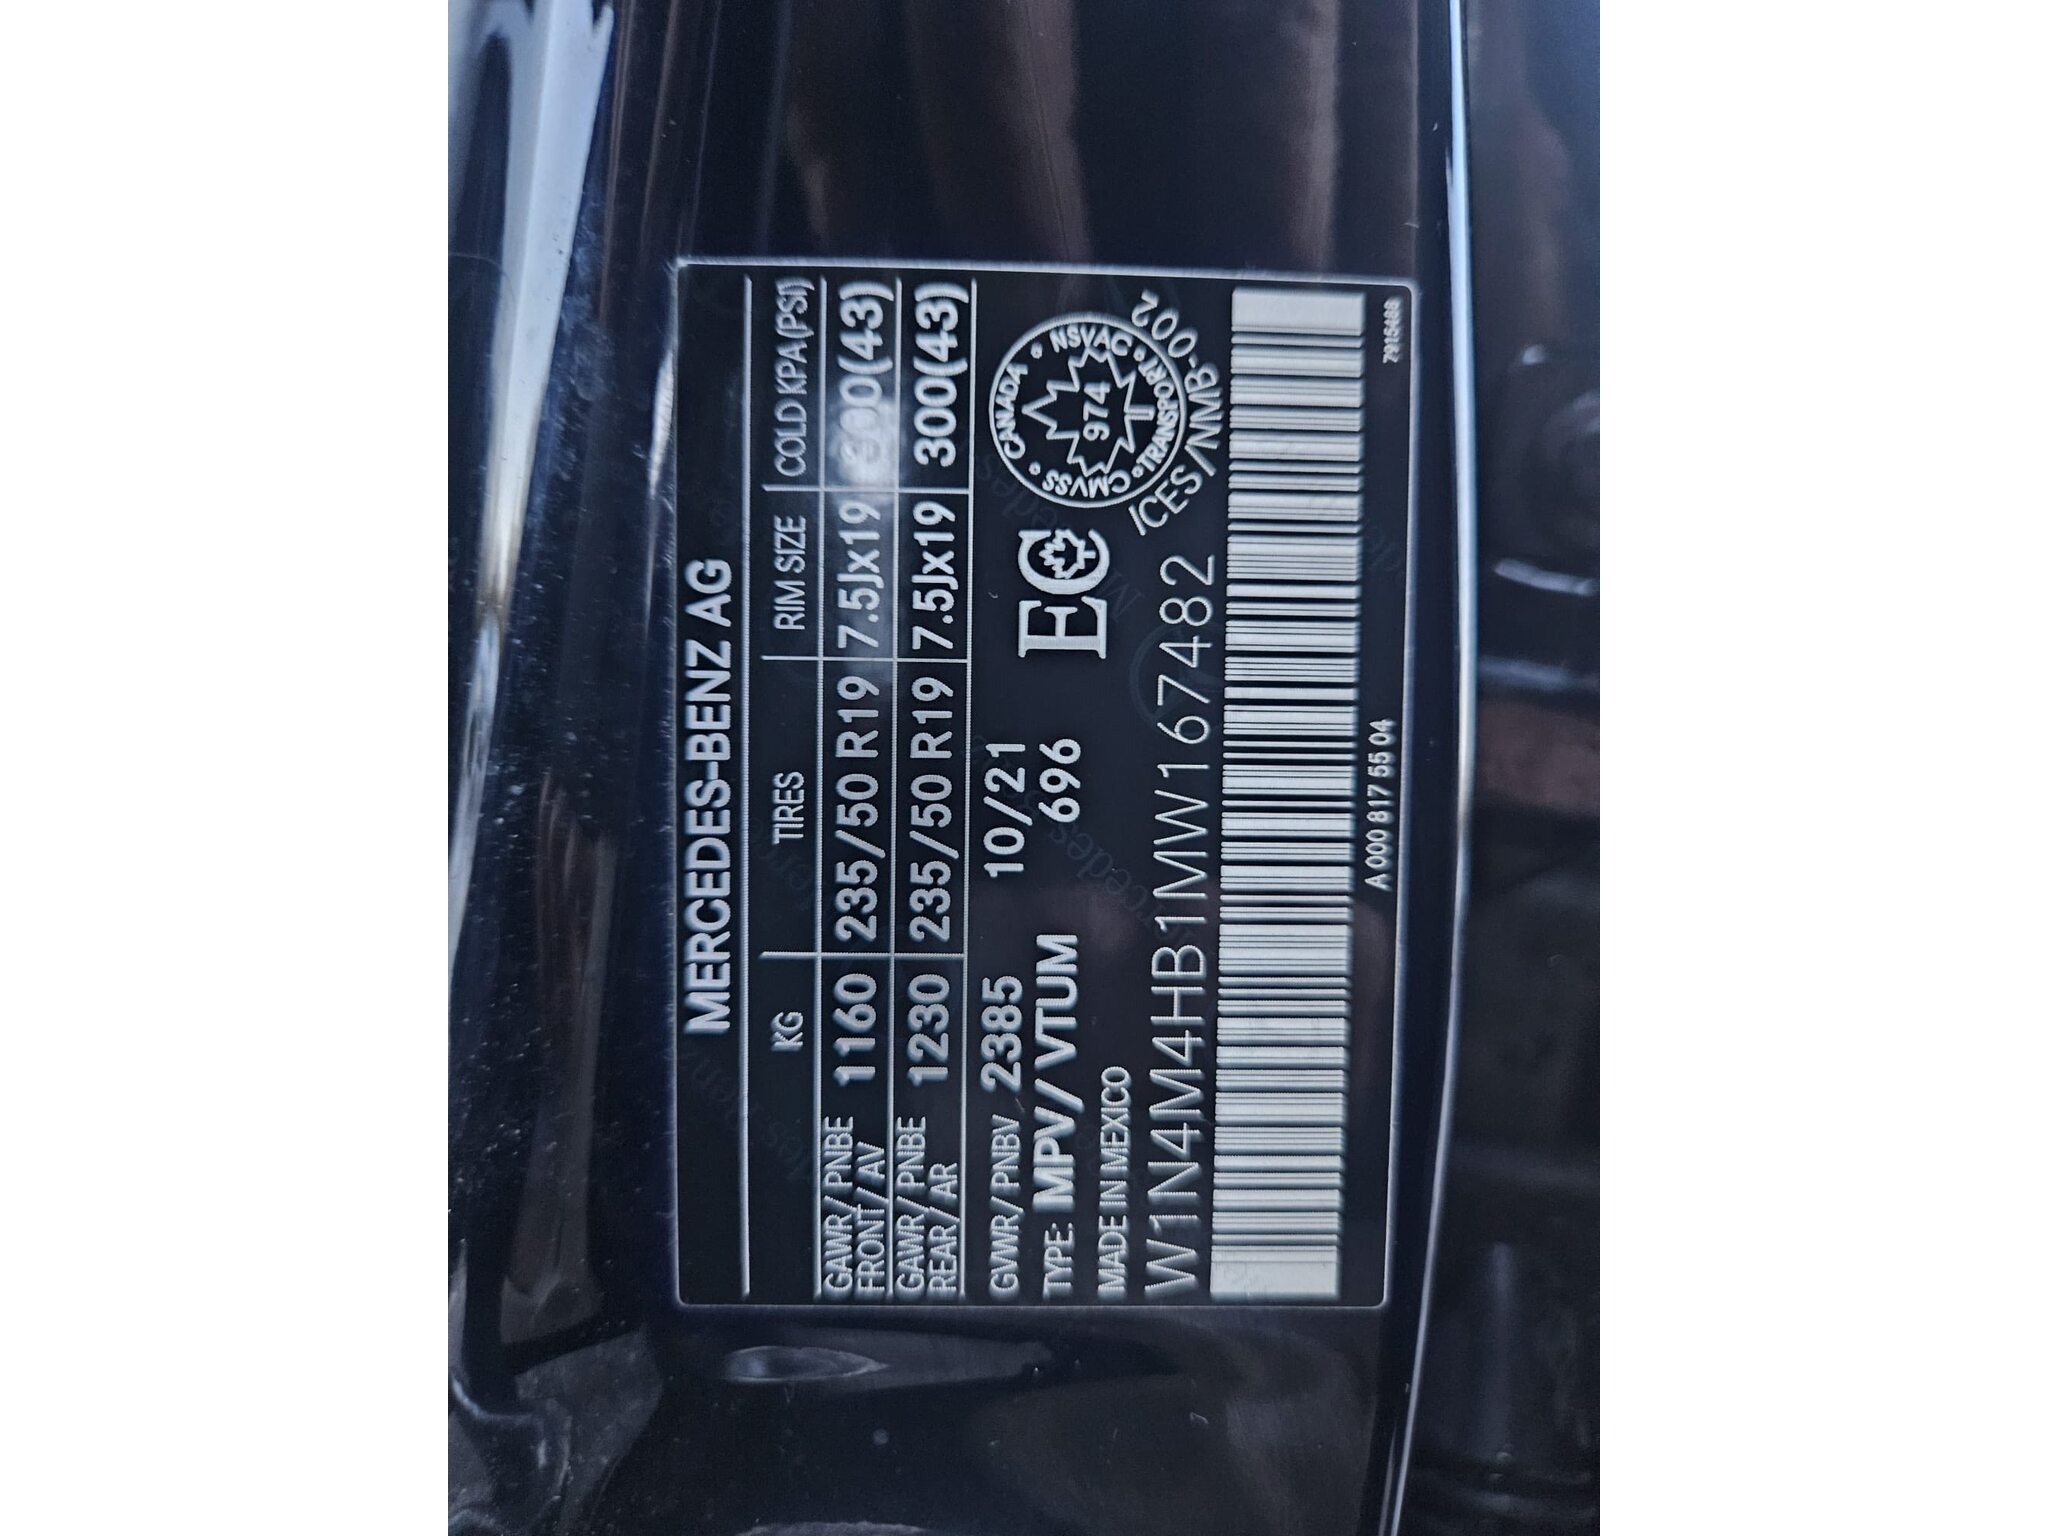 MERCEDES-BENZ AG
KG TIRES RIM SIZE COLD KPA(PSI)
GAWR/PNBE FRONT/AV 1160 235/50 R19 7.5Jx19 300(43)
GAWR/PNBE REAR/AR 1230 235/50 R19 7.5Jx19 300(43)
GVWR/PNBV 2385 10/21
TYPE: MPV/VTUM 696
MADE IN MEXICO
EC
CANADA • NSVAC • TRANSPORT • CMVSS
974
ICES/NMB-002
W1N4M4HB1MW167482
A 000 817 55 04
7915488